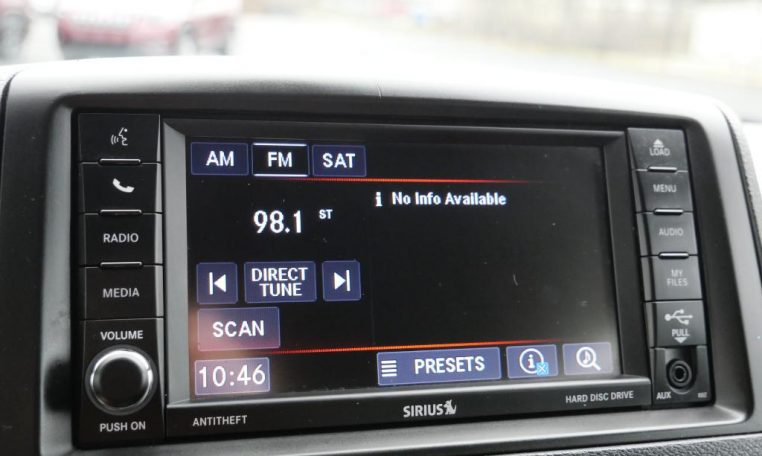 AM FM SAT
98.1 ST
i No Info Available
DIRECT
TUNE
SCAN
10:46
PRESETS
RADIO
MEDIA
VOLUME
PUSH ON
ANTITHEFT
SIRIUS
HARD DISC DRIVE
LOAD
MENU
AUDIO
MY
FILES
PULL
AUX